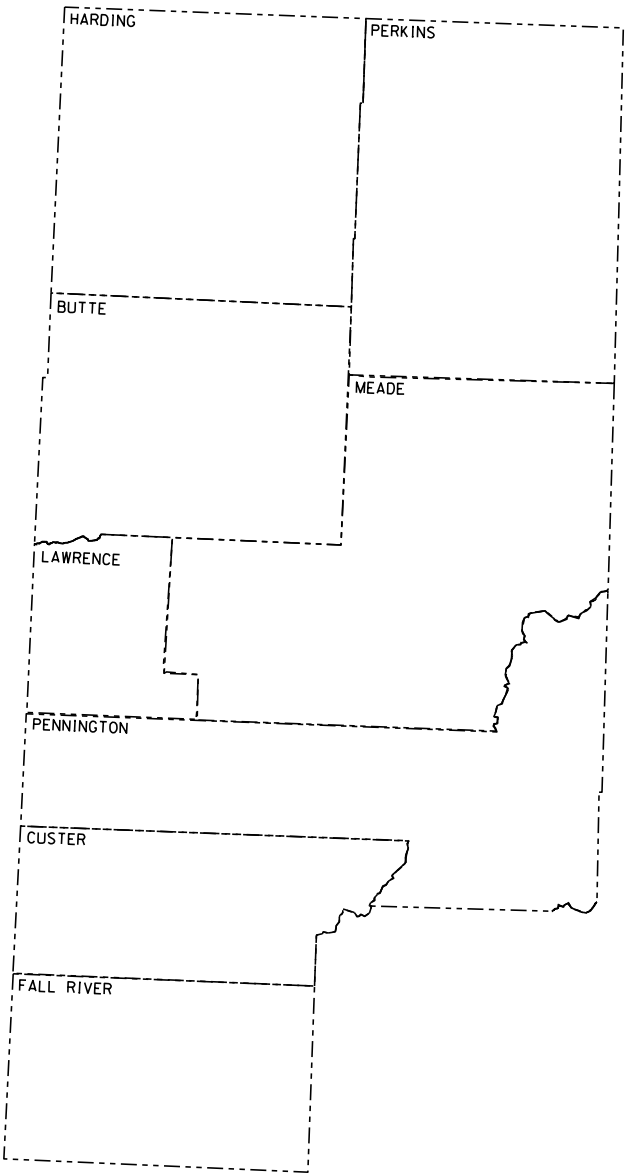 HARDING
PERKINS
BUTTE
MEADE
LAWRENCE
PENNINGTON
CUSTER
FALL RIVER